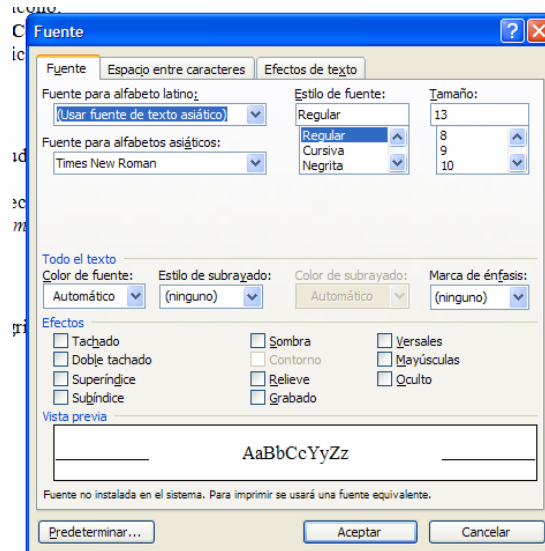 Fuente
Fuente Espacio entre caracteres Efectos de texto
Fuente para alfabeto latino: Estilo de fuente: Tamaño:
(Usar fuente de texto asiático) Regular 13
Regular 8
Cursiva 9
Negrita 10
Fuente para alfabetos asiáticos:
Times New Roman
Todo el texto
Color de fuente: Estilo de subrayado: Color de subrayado: Marca de énfasis:
Automático (ninguno) Automático (ninguno)
Efectos
Tachado Sombra Versales
Doble tachado Contorno Mayúsculas
Superíndice Relieve Oculto
Subíndice Grabado
Vista previa
AaBbCcYyZz
Fuente no instalada en el sistema. Para imprimir se usará una fuente equivalente.
Predeterminar... Aceptar Cancelar